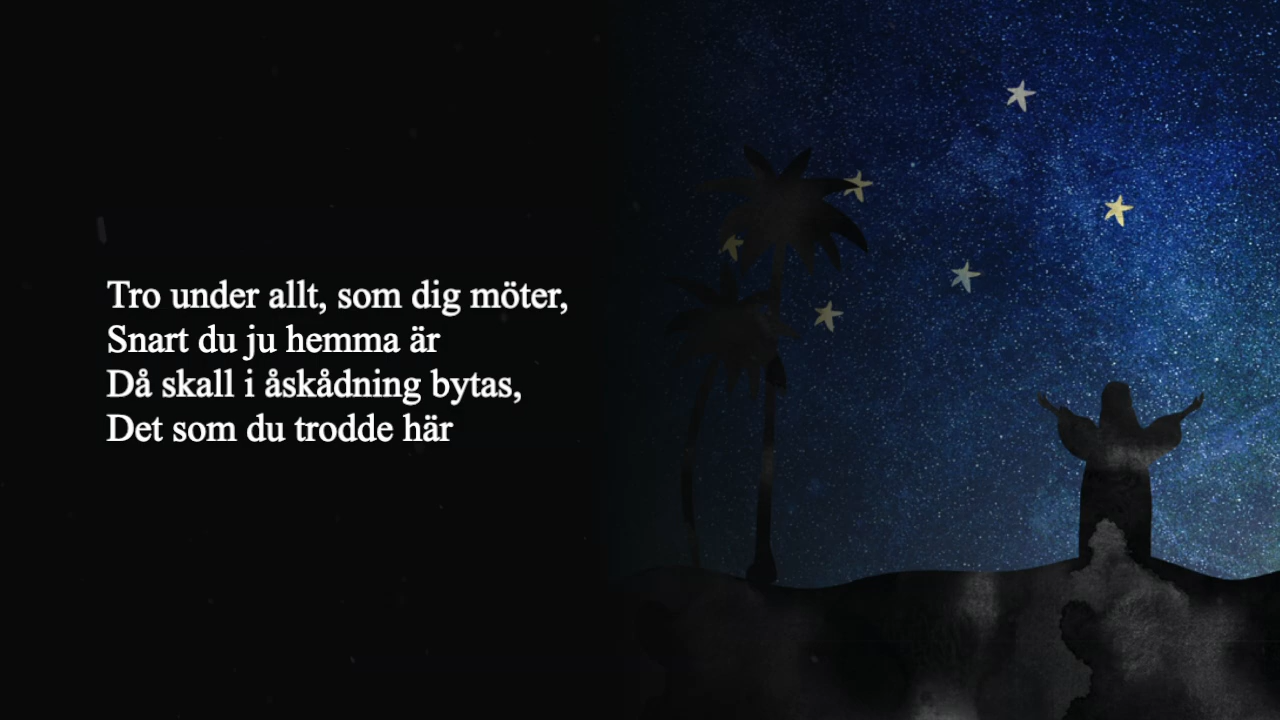 Tro under allt, som dig möter,
Snart du ju hemma är
Då skall i åskådning bytas,
Det som du trodde här